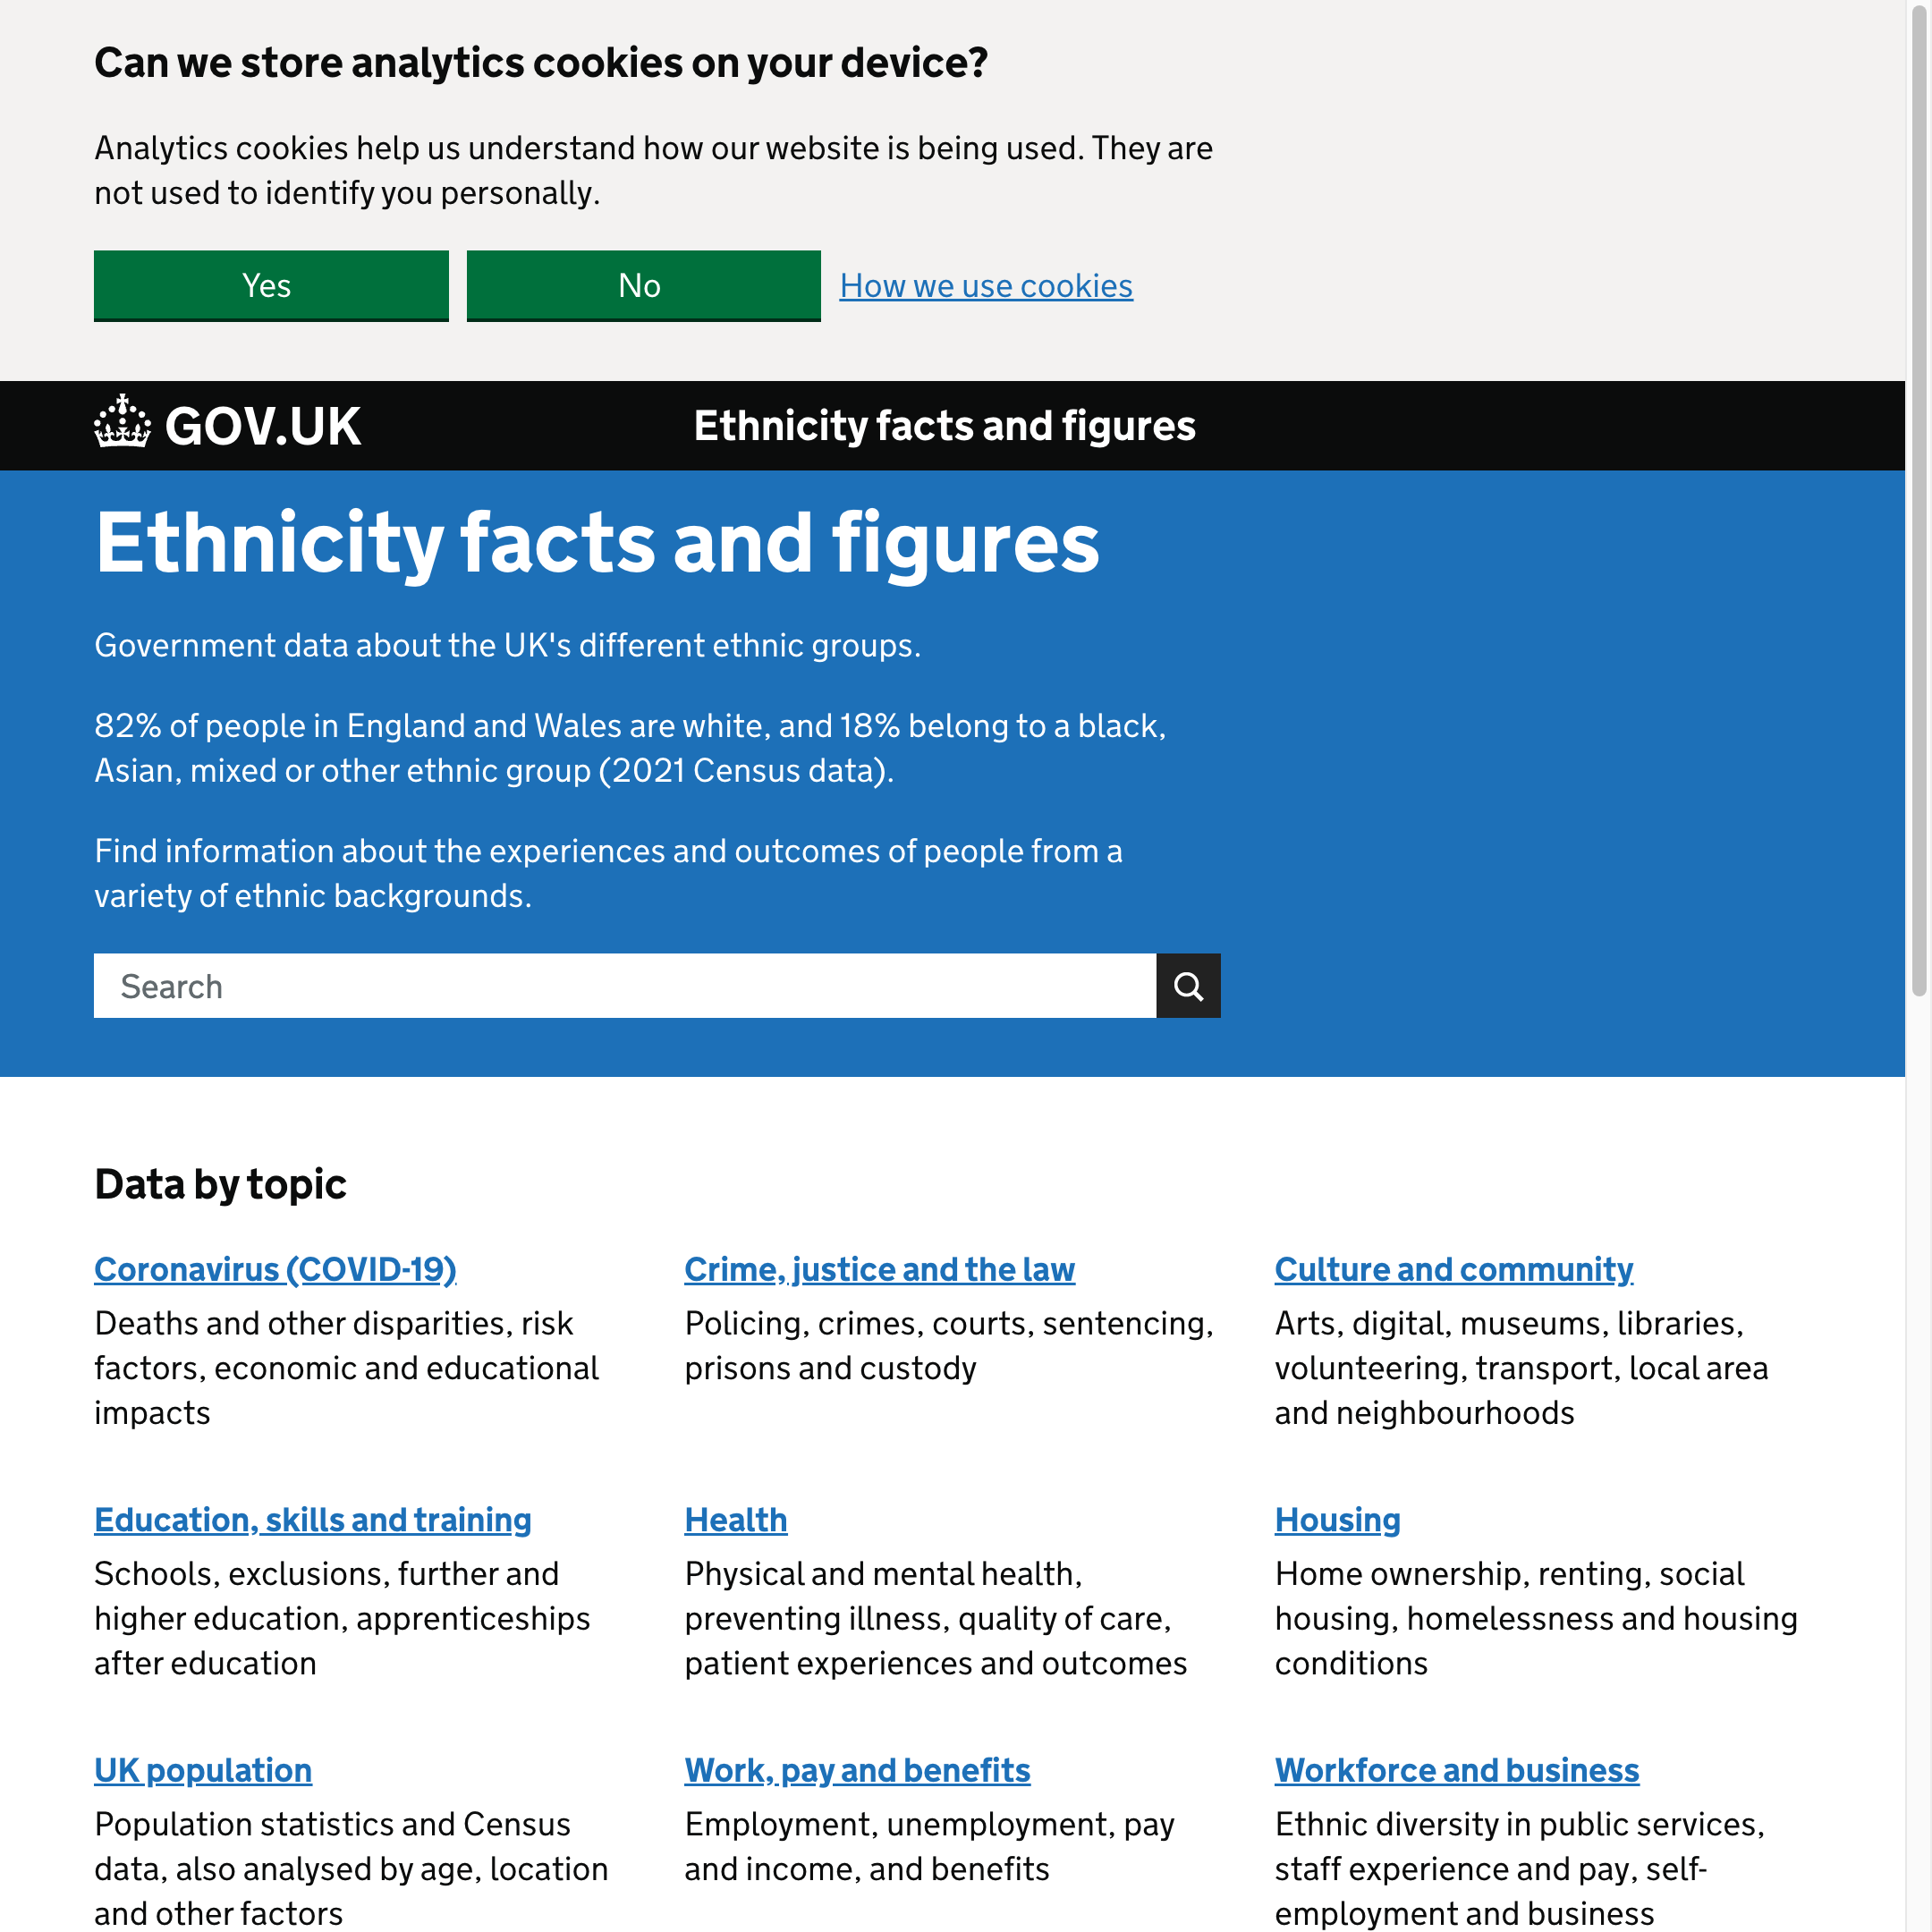 Can we store analytics cookies on your device?
Analytics cookies help us understand how our website is being used. They are
not used to identify you personally.
Yes
No
How we use cookies
GOV.UK
Ethnicity facts and figures
Ethnicity facts and figures
Government data about the UK's different ethnic groups.
82% of people in England and Wales are white, and 18% belong to a black,
Asian, mixed or other ethnic group (2021 Census data).
Find information about the experiences and outcomes of people from a
variety of ethnic backgrounds.
Search
Data by topic
Coronavirus (COVID-19)
Deaths and other disparities, risk
factors, economic and educational
impacts
Crime, justice and the law
Policing, crimes, courts, sentencing,
prisons and custody
Culture and community
Arts, digital, museums, libraries,
volunteering, transport, local area
and neighbourhoods
Education, skills and training
Schools, exclusions, further and
higher education, apprenticeships
after education
Health
Physical and mental health,
preventing illness, quality of care,
patient experiences and outcomes
Housing
Home ownership, renting, social
housing, homelessness and housing
conditions
UK population
Population statistics and Census
data, also analysed by age, location
and other factors
Work, pay and benefits
Employment, unemployment, pay
and income, and benefits
Workforce and business
Ethnic diversity in public services,
staff experience and pay, self-
employment and business